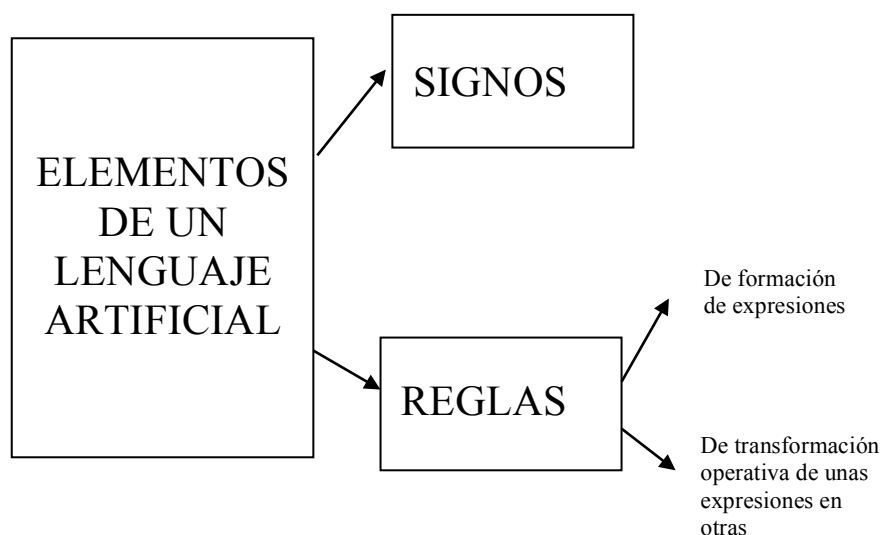 SIGNOS
ELEMENTOS
DE UN
LENGUAJE
ARTIFICIAL
De formación
de expresiones
REGLAS
De transformación
operativa de unas
expresiones en
otras